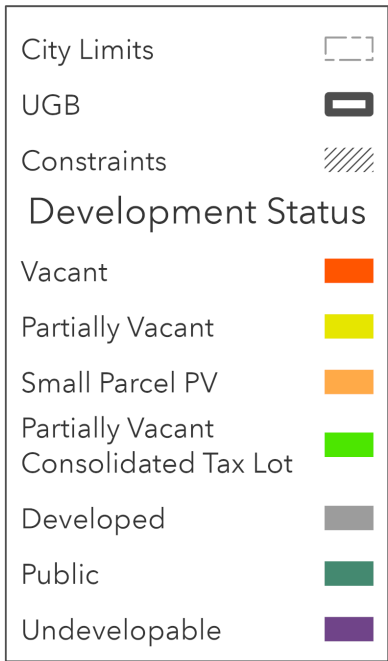 City Limits
UGB
Constraints
Development Status
Vacant
Partially Vacant
Small Parcel PV
Partially Vacant
Consolidated Tax Lot
Developed
Public
Undevelopable